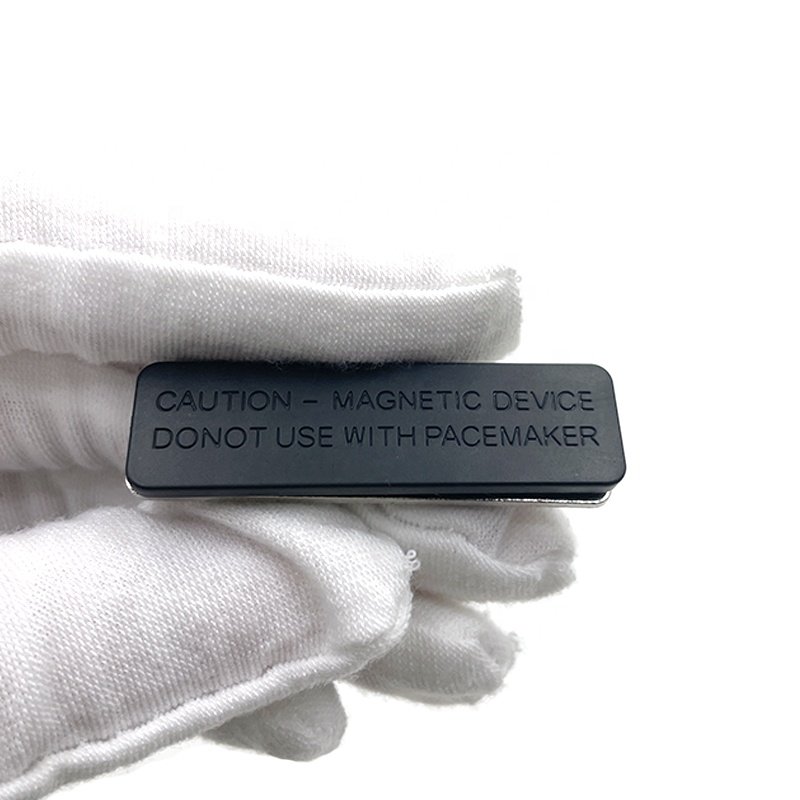 CAUTION – MAGNETIC DEVICE
DONOT USE WITH PACEMAKER